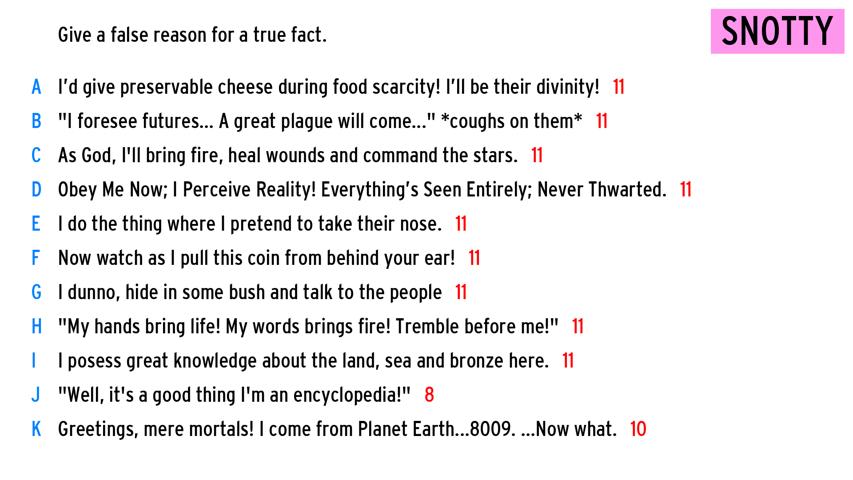 Give a false reason for a true fact.
SNOTTY
A I'd give preservable cheese during food scarcity! I'll be their divinity! 11
B "I foresee futures... A great plague will come..." *coughs on them* 11
C As God, I'll bring fire, heal wounds and command the stars. 11
D Obey Me Now; I Perceive Reality! Everything's Seen Entirely; Never Thwarted. 11
E I do the thing where I pretend to take their nose. 11
F Now watch as I pull this coin from behind your ear! 11
G I dunno, hide in some bush and talk to the people 11
H "My hands bring life! My words brings fire! Tremble before me!" 11
I I posess great knowledge about the land, sea and bronze here. 11
J "Well, it's a good thing I'm an encyclopedia!" 8
K Greetings, mere mortals! I come from Planet Earth...8009. ...Now what. 10